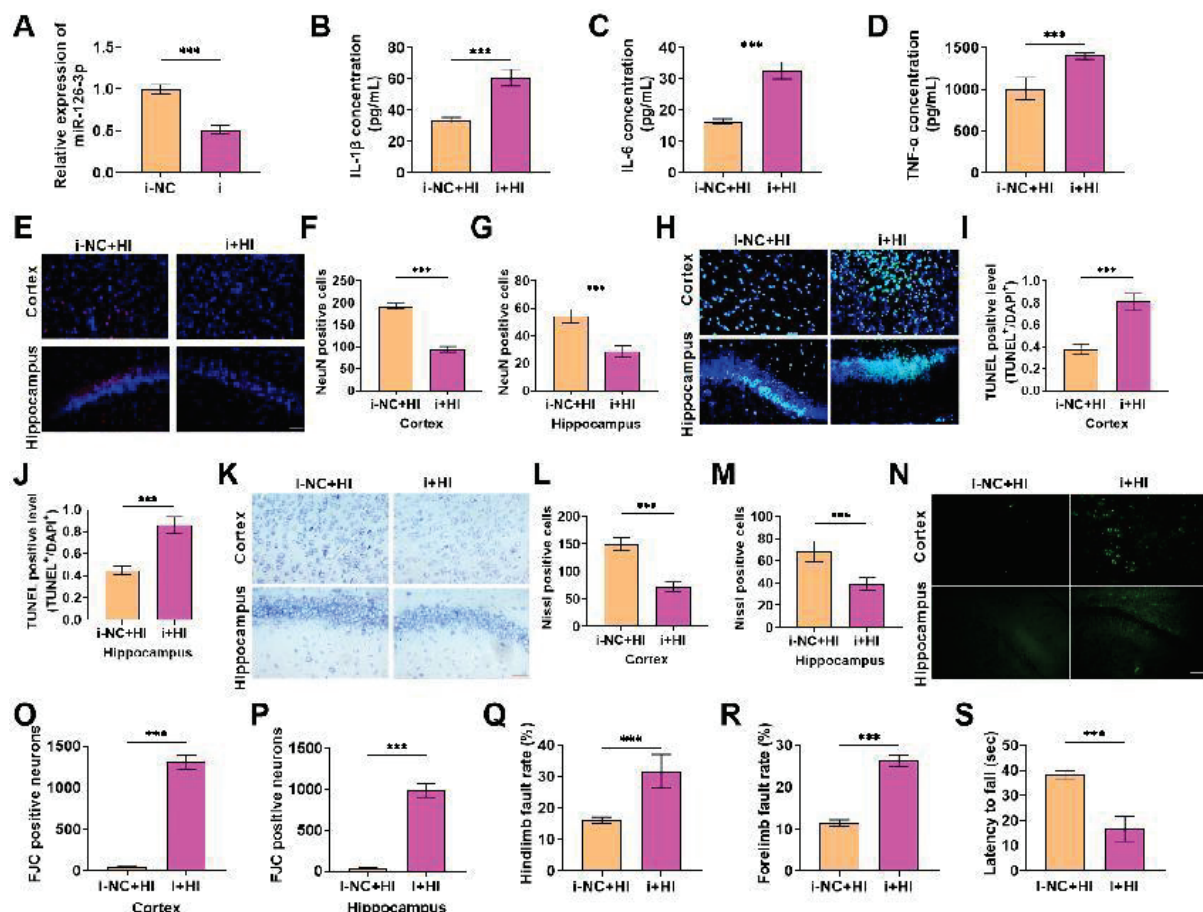 A
Relative expression of
miR-126-3p
1.5
1.0
0.5
0.0
***
i-NC
i
B
IL-1β concentration
(pg/mL)
80
60
40
20
0
***
i-NC+HI
i+HI
C
IL-6 concentration
(pg/mL)
40
30
20
10
0
***
i-NC+HI
i+HI
D
TNF-α concentration
(pg/mL)
1500
1000
500
0
***
i-NC+HI
i+HI
E
i-NC+HI
i+HI
Cortex
Hippocampus
F
NeuN positive cells
250
200
150
100
50
0
***
i-NC+HI
i+HI
Cortex
G
NeuN positive cells
80
60
40
20
0
***
i-NC+HI
i+HI
Hippocampus
H
i-NC+HI
i+HI
Cortex
Hippocampus
I
TUNEL positive level
(TUNEL⁺/DAPI⁺)
1.0
0.8
0.6
0.4
0.2
0.0
***
i-NC+HI
i+HI
Cortex
J
TUNEL positive level
(TUNEL⁺/DAPI⁺)
1.0
0.8
0.6
0.4
0.2
0.0
***
i-NC+HI
i+HI
Hippocampus
K
i-NC+HI
i+HI
Cortex
Hippocampus
L
Nissl positive cells
200
150
100
50
0
***
i-NC+HI
i+HI
Cortex
M
Nissl positive cells
100
80
60
40
20
0
***
i-NC+HI
i+HI
Hippocampus
N
i-NC+HI
i+HI
Cortex
Hippocampus
O
FJC positive neurons
1500
1000
500
0
***
i-NC+HI
i+HI
Cortex
P
FJC positive neurons
1500
1000
500
0
***
i-NC+HI
i+HI
Hippocampus
Q
Hindlimb fault rate (%)
40
30
20
10
0
***
i-NC+HI
i+HI
R
Forelimb fault rate (%)
30
20
10
0
***
i-NC+HI
i+HI
S
Latency to fall (sec)
50
40
30
20
10
0
***
i-NC+HI
i+HI